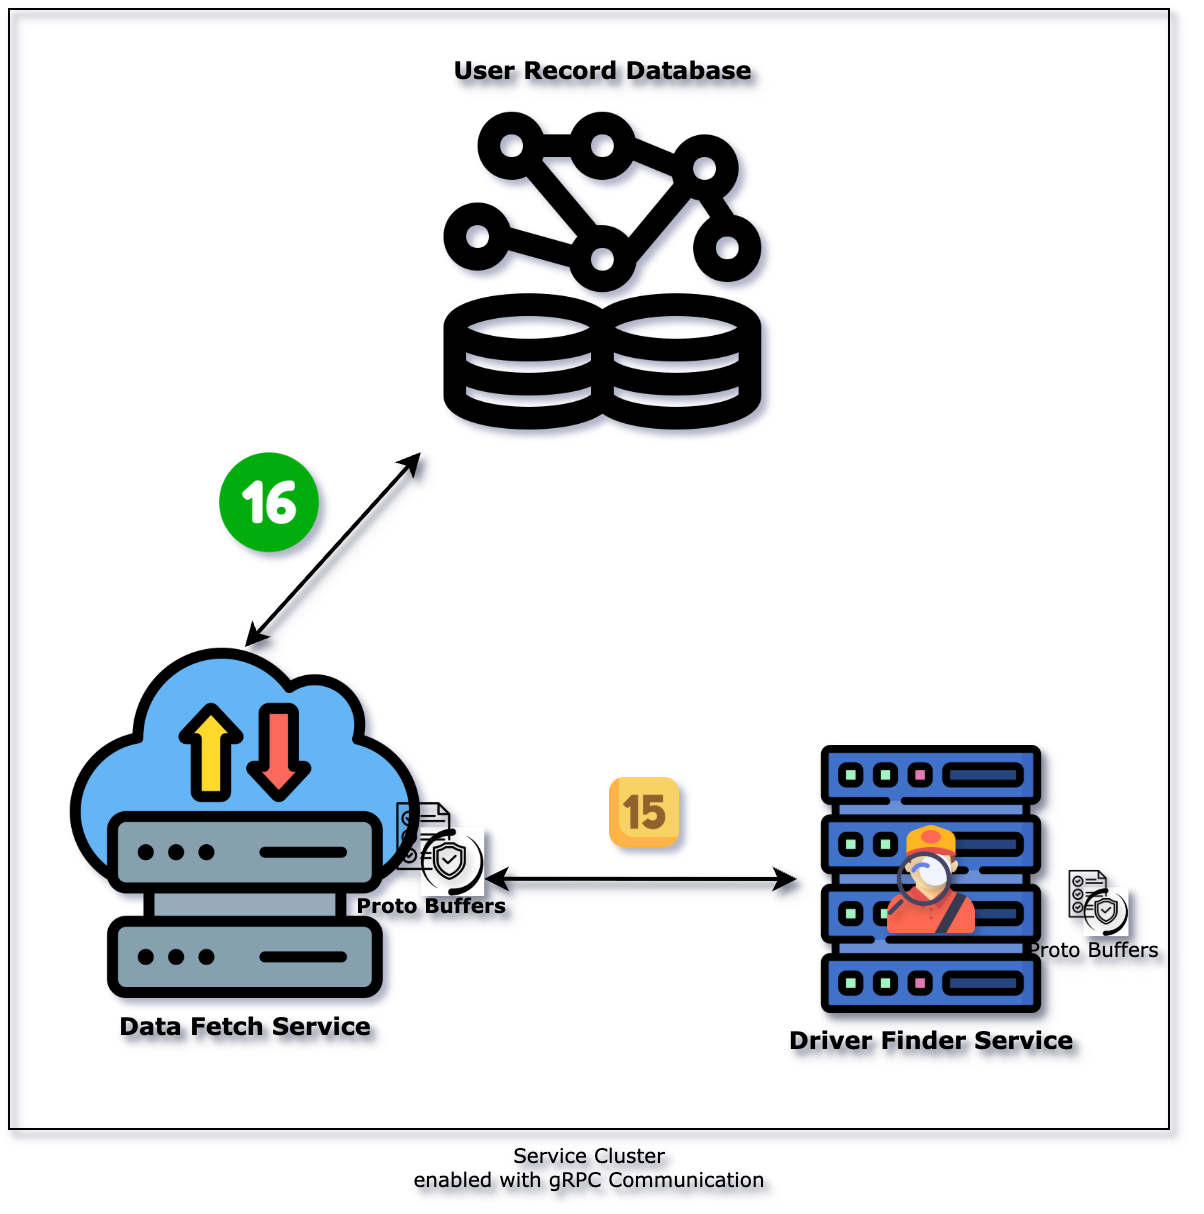 User Record Database
16
15
Proto Buffers
Proto Buffers
Data Fetch Service
Driver Finder Service
Service Cluster
enabled with gRPC Communication